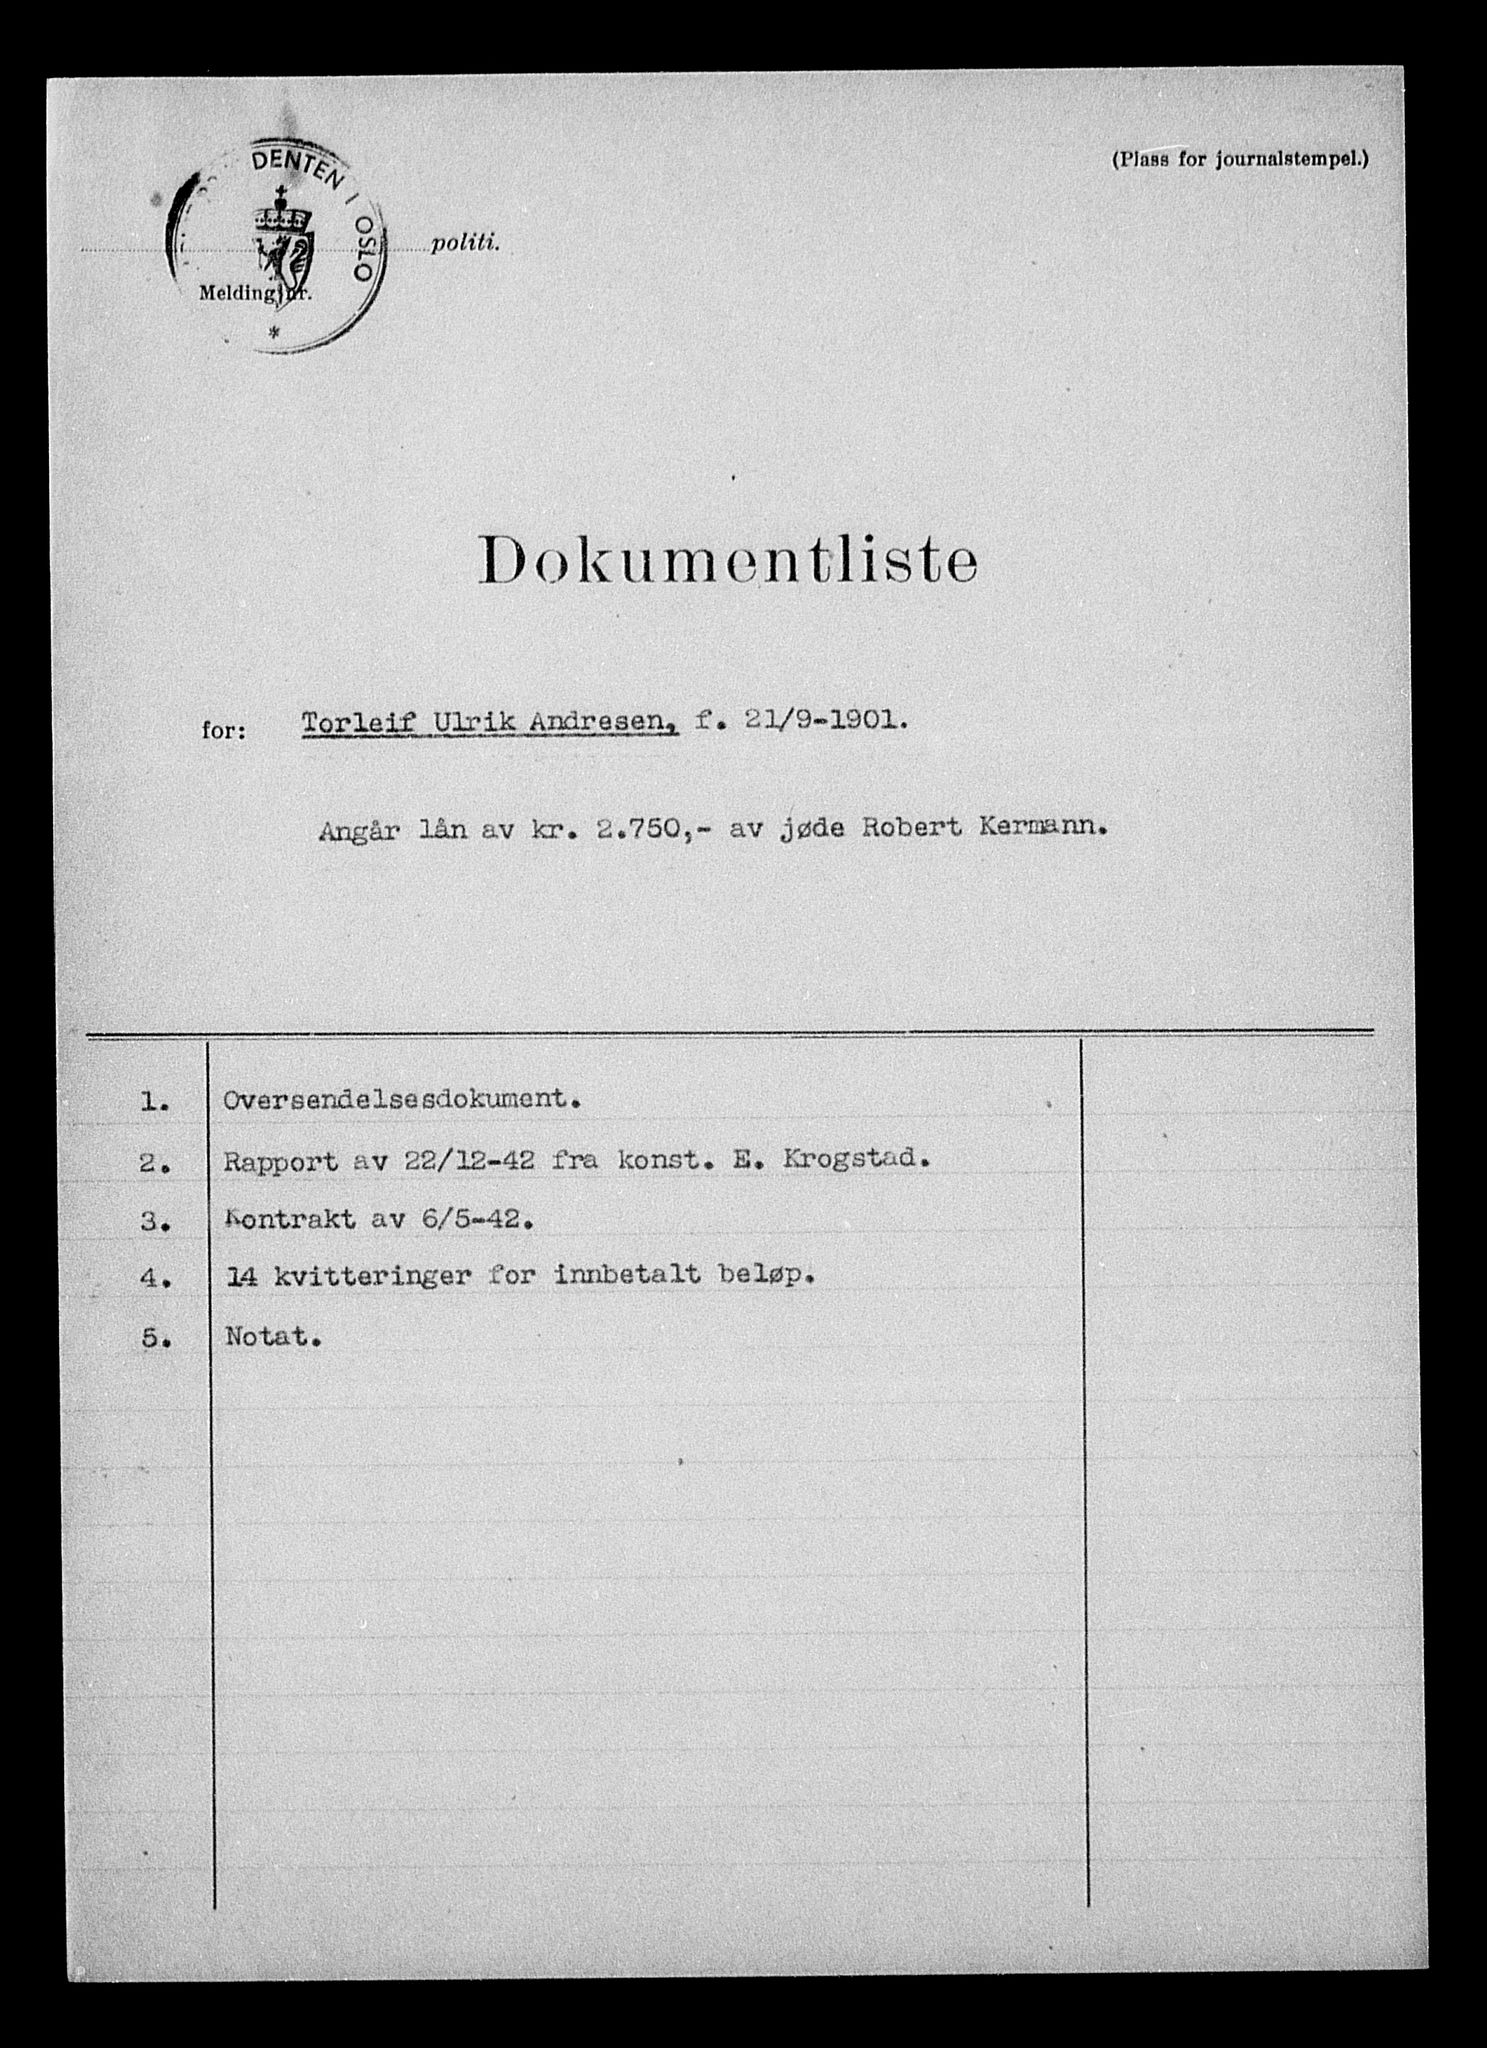 DENTEN I OSLO
(Plass for journalstempel.)
politi.
Melding nr.
Dokumentliste
for: Torleif Ulrik Andresen, f. 21/9-1901.
Angår lån av kr. 2.750,- av jøde Robert Kermann.
1. Oversendelsesdokument.
2. Rapport av 22/12-42 fra konst. E. Krogstad.
3. Kontrakt av 6/5-42.
4. 14 kvitteringer for innbetalt beløp.
5. Notat.